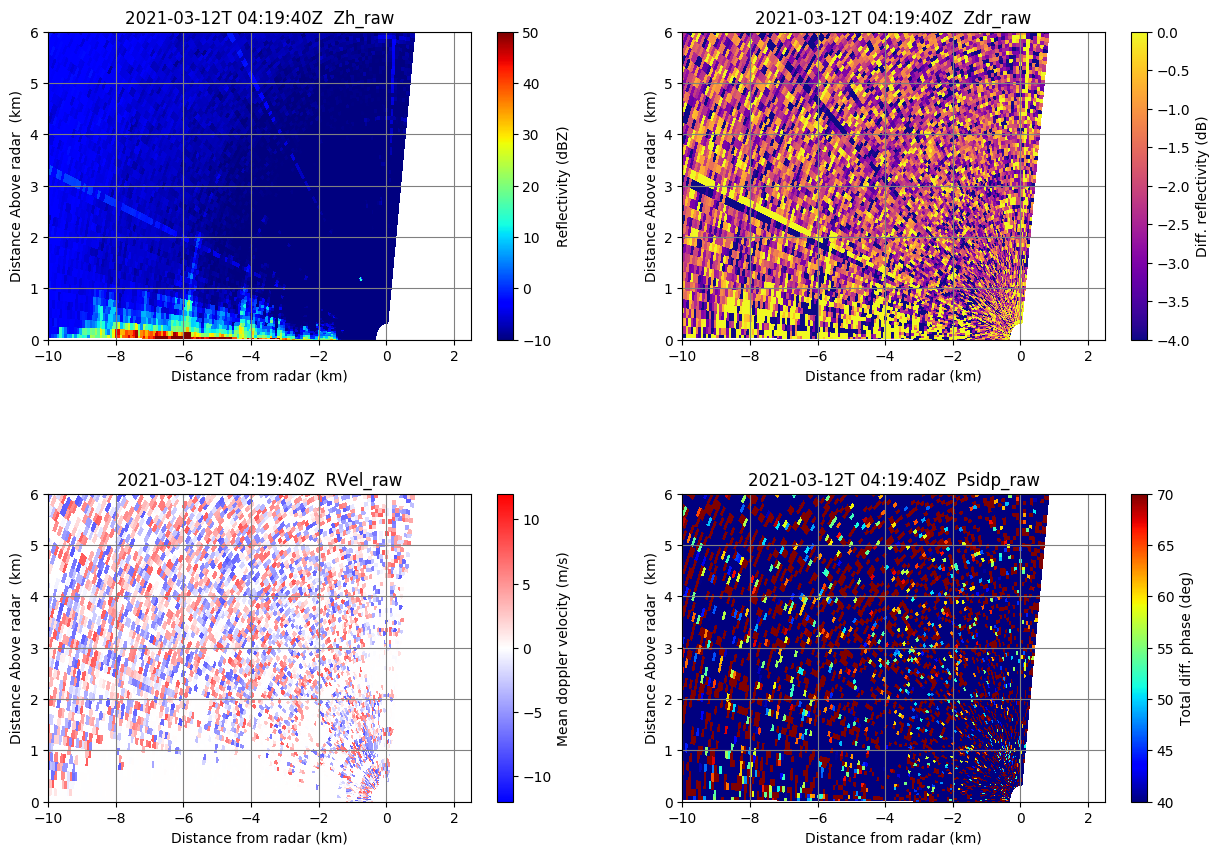 2021-03-12T 04:19:40Z  Zh_raw
6
5
4
3
2
1
0
Distance Above radar  (km)
−10 −8 −6 −4 −2 0 2
Distance from radar (km)
50
40
30
20
10
0
−10
Reflectivity (dBZ)
2021-03-12T 04:19:40Z  Zdr_raw
6
5
4
3
2
1
0
Distance Above radar  (km)
−10 −8 −6 −4 −2 0 2
Distance from radar (km)
0.0
−0.5
−1.0
−1.5
−2.0
−2.5
−3.0
−3.5
−4.0
Diff. reflectivity (dB)
2021-03-12T 04:19:40Z  RVel_raw
6
5
4
3
2
1
0
Distance Above radar  (km)
−10 −8 −6 −4 −2 0 2
Distance from radar (km)
10
5
0
−5
−10
Mean doppler velocity (m/s)
2021-03-12T 04:19:40Z  Psidp_raw
6
5
4
3
2
1
0
Distance Above radar  (km)
−10 −8 −6 −4 −2 0 2
Distance from radar (km)
70
65
60
55
50
45
40
Total diff. phase (deg)